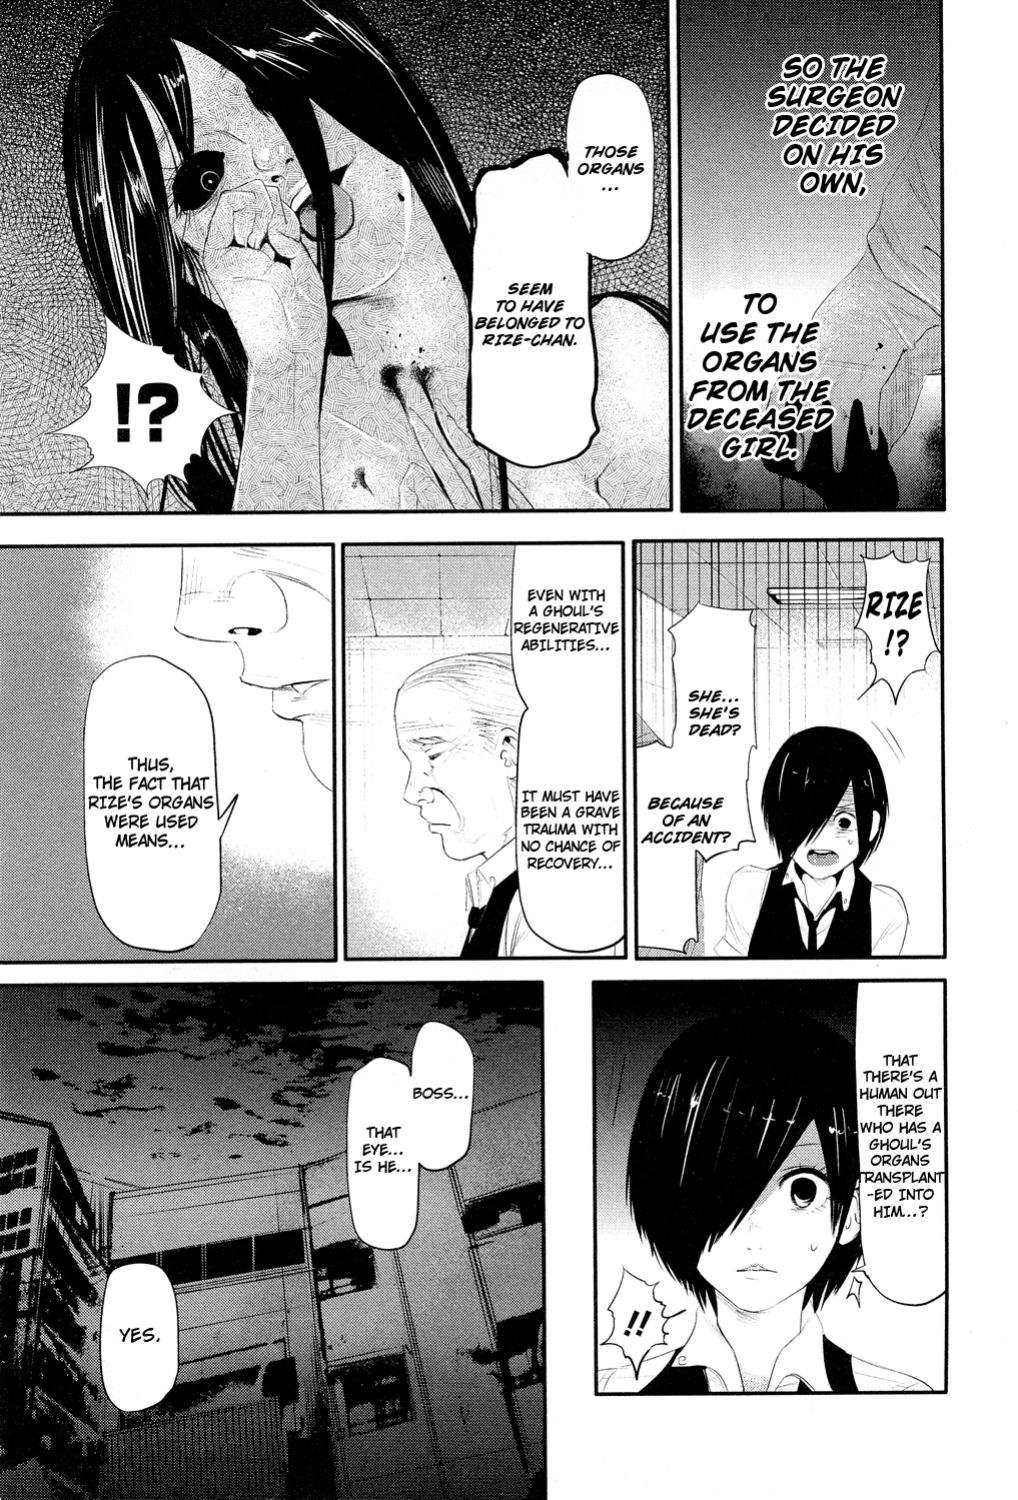 SO THE
SURGEON
DECIDED
ON HIS
OWN,
TO
USE THE
ORGANS
FROM THE
DECEASED
GIRL.
THOSE
ORGANS
...
SEEM
TO HAVE
BELONGED TO
RIZE-CHAN.
!?
RIZE
!?
SHE...
SHE'S
DEAD?
BECAUSE
OF AN
ACCIDENT?
EVEN WITH
A GHOUL'S
REGENERATIVE
ABILITIES...
IT MUST HAVE
BEEN A GRAVE
TRAUMA WITH
NO CHANCE OF
RECOVERY...
THUS,
THE FACT THAT
RIZE'S ORGANS
WERE USED
MEANS...
THAT
THERE'S A
HUMAN OUT
THERE
WHO HAS A
GHOUL'S
ORGANS
TRANSPLANT
-ED INTO
HIM...?
!!
BOSS...
THAT
EYE...
IS HE...
YES.